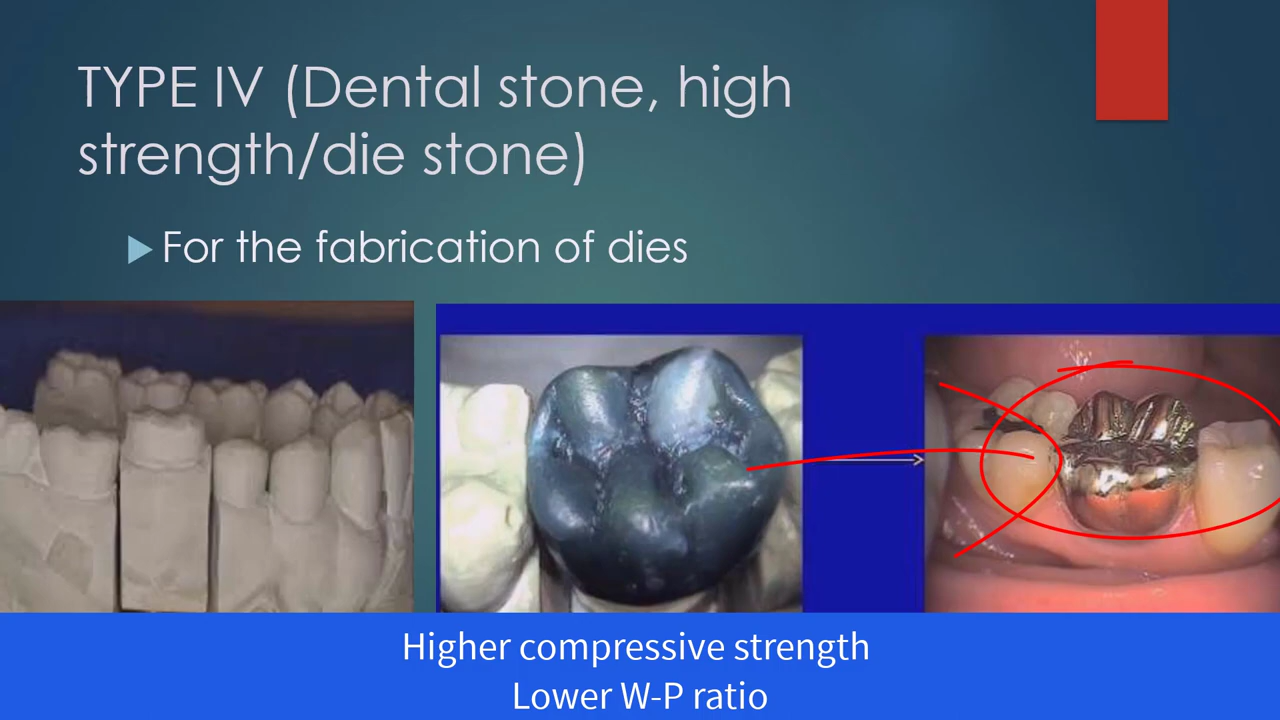 TYPE IV (Dental stone, high
strength/die stone)
For the fabrication of dies
Higher compressive strength
Lower W-P ratio